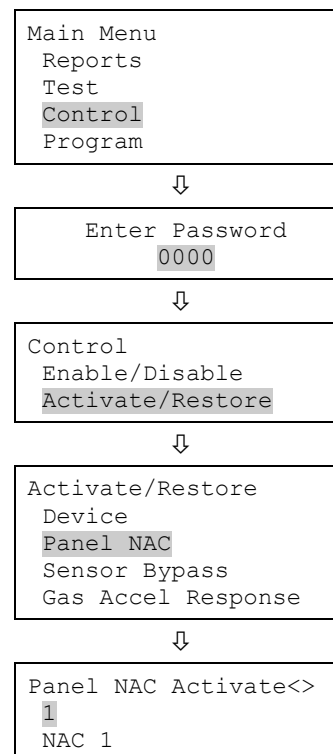 Main Menu
Reports
Test
Control
Program
⇩
Enter Password
0000
⇩
Control
Enable/Disable
Activate/Restore
⇩
Activate/Restore
Device
Panel NAC
Sensor Bypass
Gas Accel Response
⇩
Panel NAC Activate<>
1
NAC 1